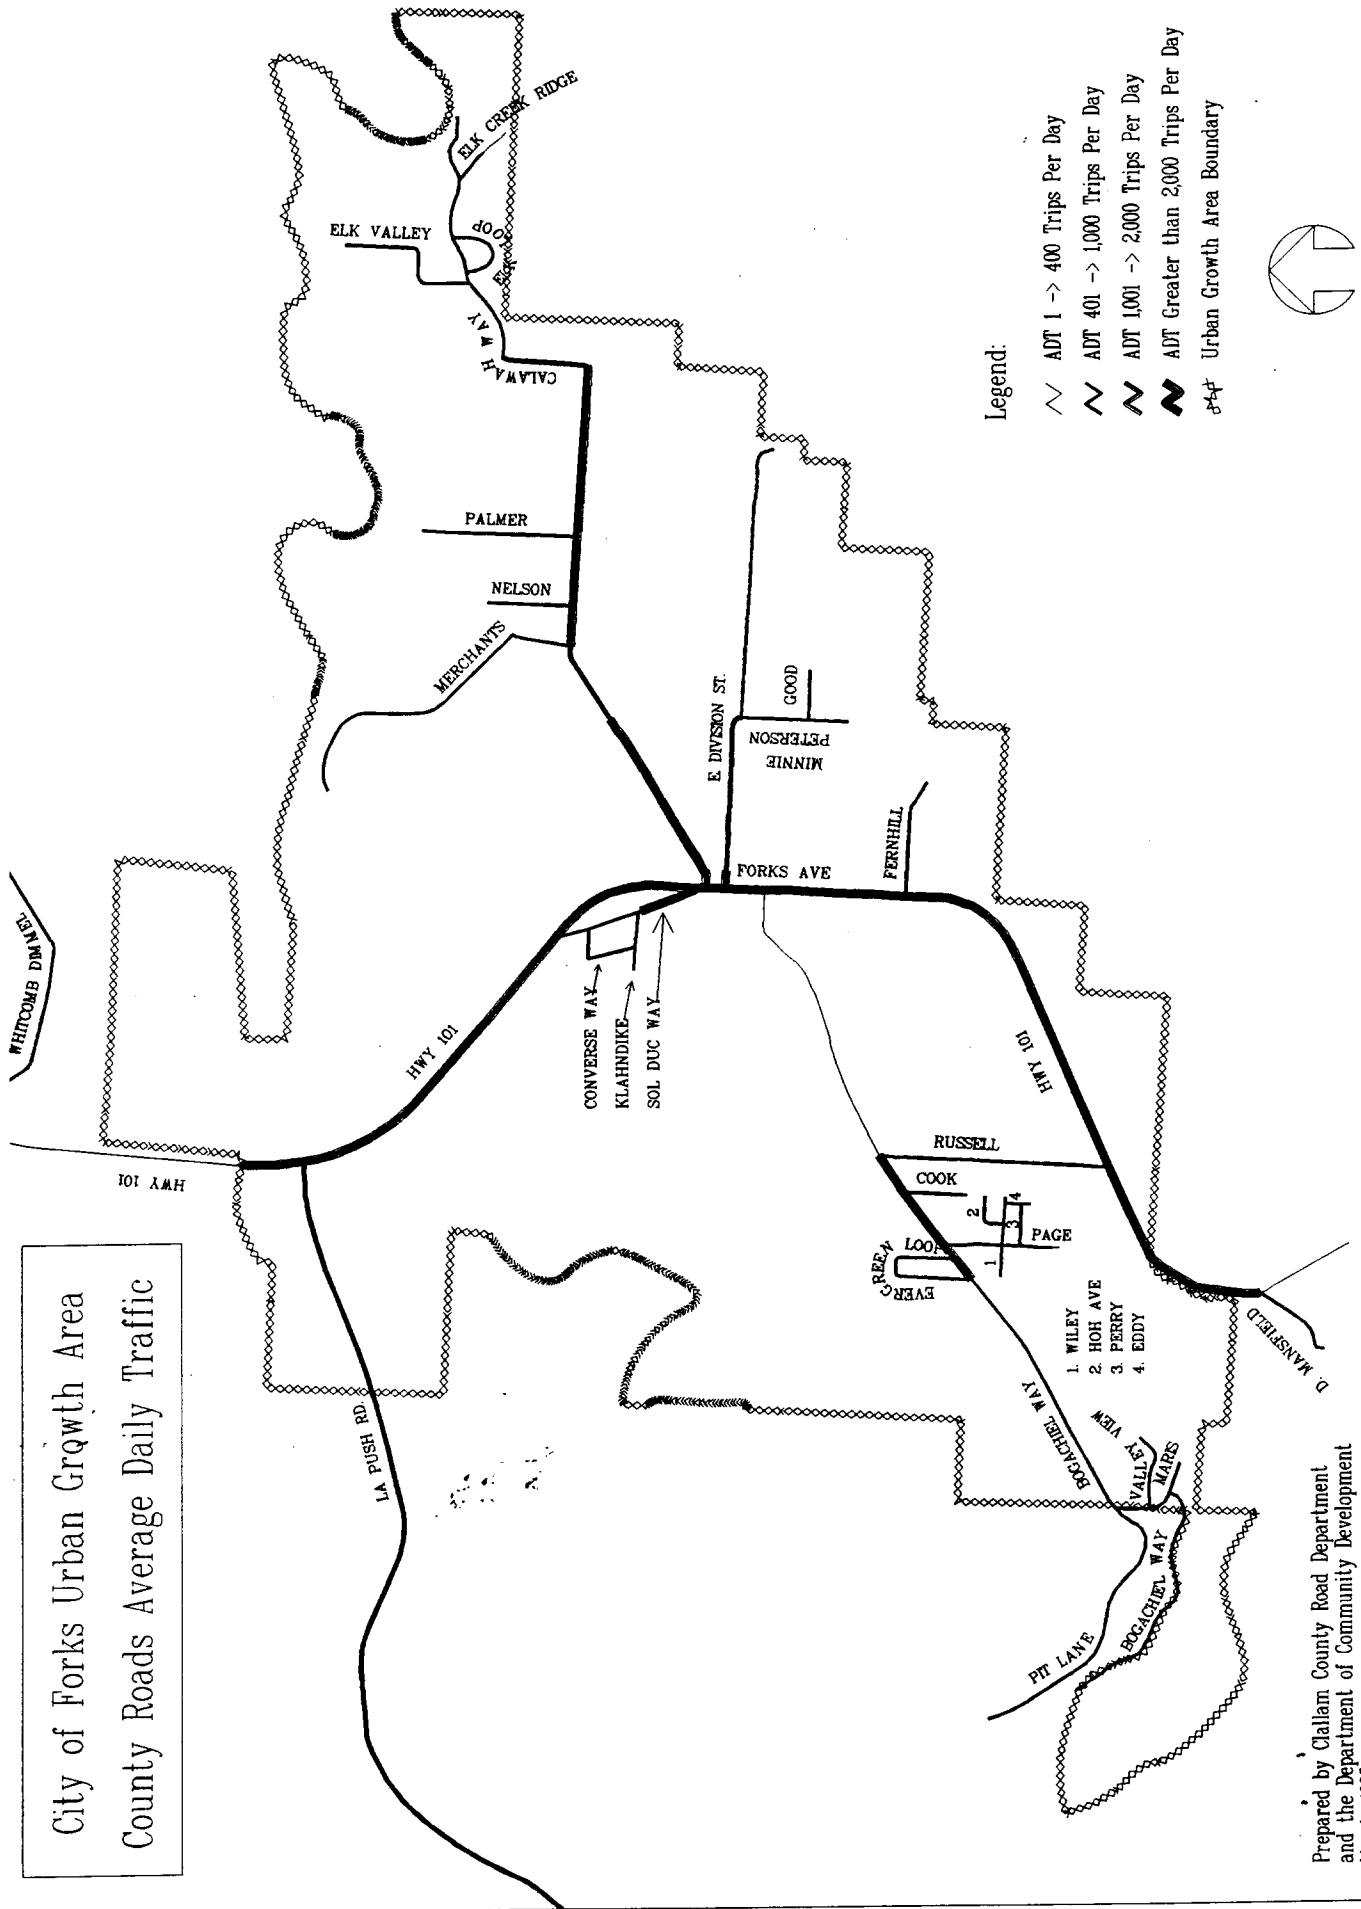 City of Forks Urban Growth Area
County Roads Average Daily Traffic
WHITCOMB DIMMEL
HWY 101
LA PUSH RD.
HWY 101
CONVERSE WAY
KLAHNDIKE
SOL DUC WAY
MERCHANTS
NELSON
PALMER
CALAWAH WAY
ELK VALLEY
ELK LOOP
ELK CREEK RIDGE
E DIVISION ST.
MINNIE
PETERSON
GOOD
FORKS AVE
FERNHILL
HWY 101
RUSSELL
COOK
2
4
3
1
PAGE
EVERGREEN
LOOP
1. WILEY
2. HOH AVE
3. PERRY
4. EDDY
BOGACHIEL WAY
VALLEY VIEW
MARIS
BOGACHIEL WAY
PIT LANE
D. MANSFIELD
Legend:
ADT 1 -> 400 Trips Per Day
ADT 401 -> 1,000 Trips Per Day
ADT 1,001 -> 2,000 Trips Per Day
ADT Greater than 2,000 Trips Per Day
Urban Growth Area Boundary
Prepared by Clallam County Road Department
and the Department of Community Development